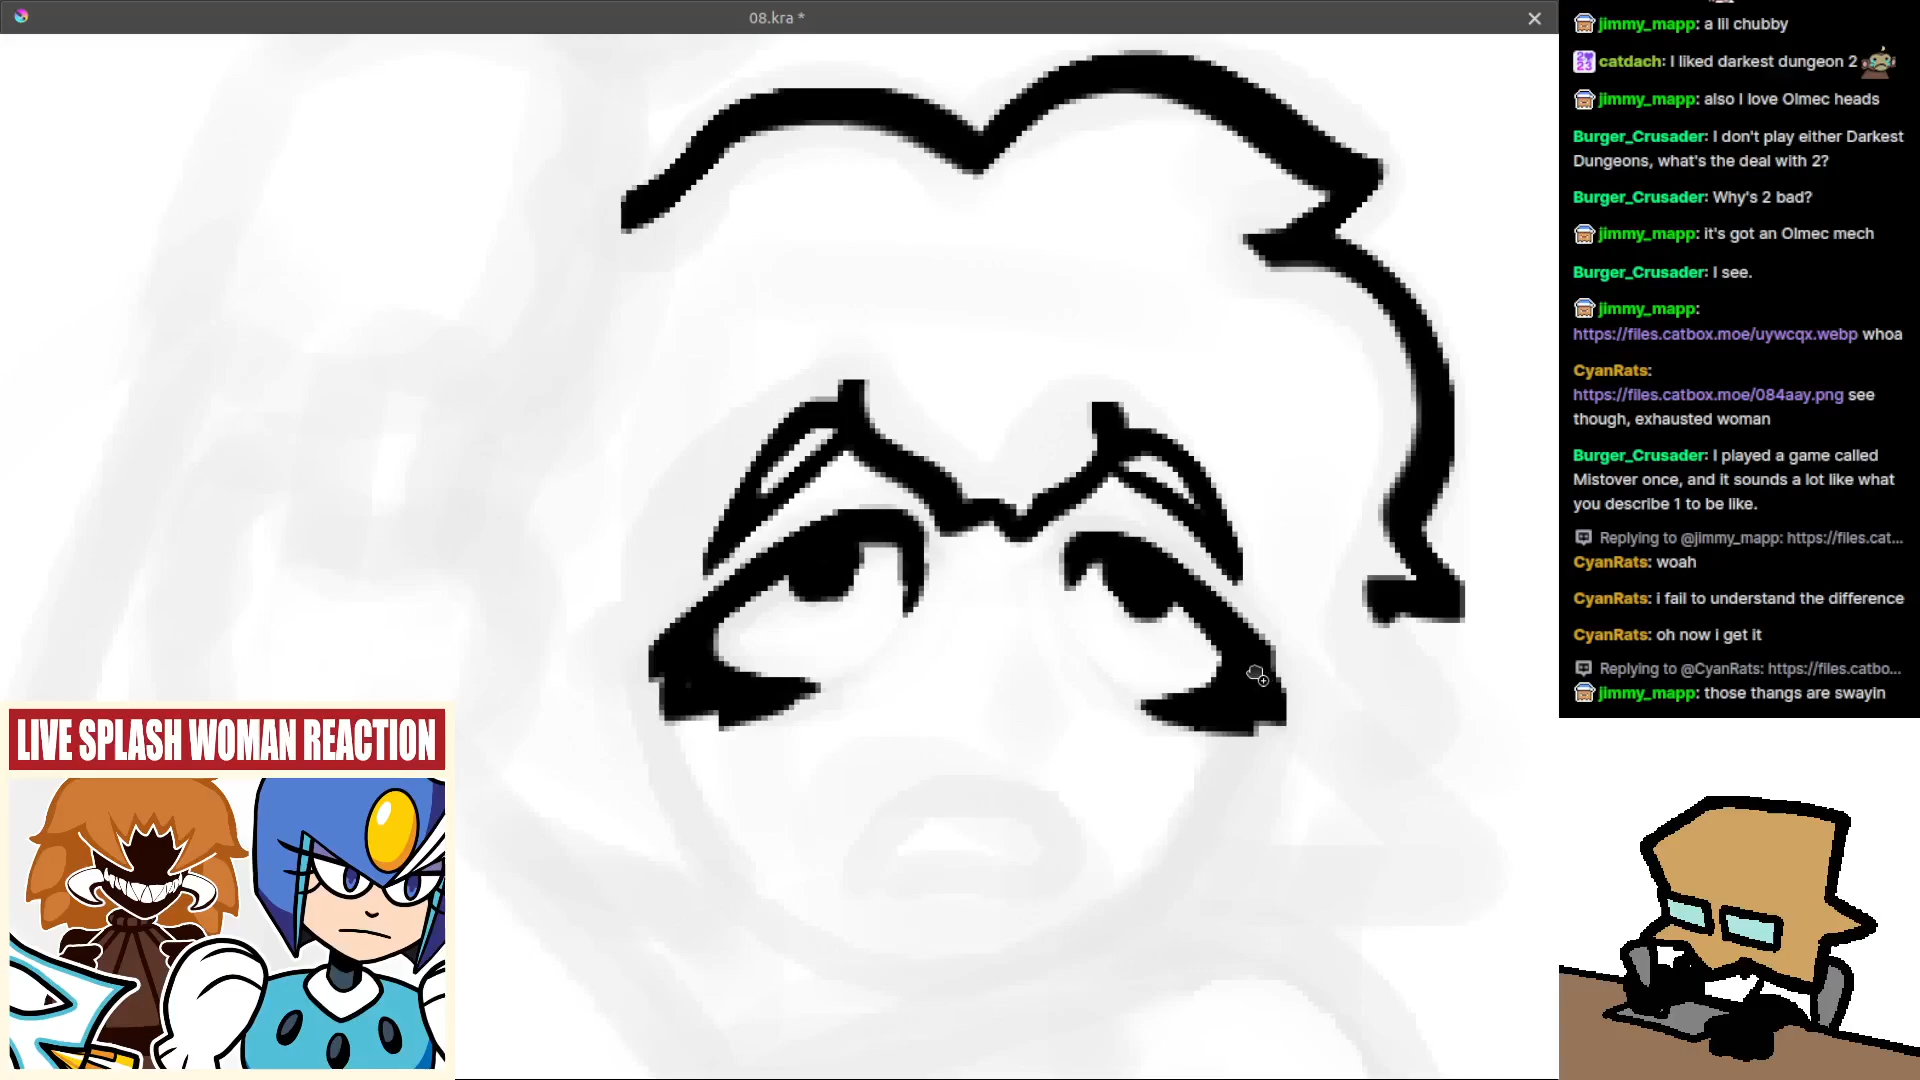 08.kra *
jimmy_mapp: a lil chubby
catdach: I liked darkest dungeon 2
jimmy_mapp: also I love Olmec heads
Burger_Crusader: I don't play either Darkest
Dungeons, what's the deal with 2?
Burger_Crusader: Why's 2 bad?
jimmy_mapp: it's got an Olmec mech
Burger_Crusader: I see.
jimmy_mapp:
https://files.catbox.moe/uywcqx.webp whoa
CyanRats:
https://files.catbox.moe/084aay.png see
though, exhausted woman
Burger_Crusader: I played a game called
Mistover once, and it sounds a lot like what
you describe 1 to be like.
Replying to @jimmy_mapp: https://files.cat...
CyanRats: woah
CyanRats: i fail to understand the difference
CyanRats: oh now i get it
Replying to @CyanRats: https://files.catbo...
jimmy_mapp: those thangs are swayin
LIVE SPLASH WOMAN REACTION